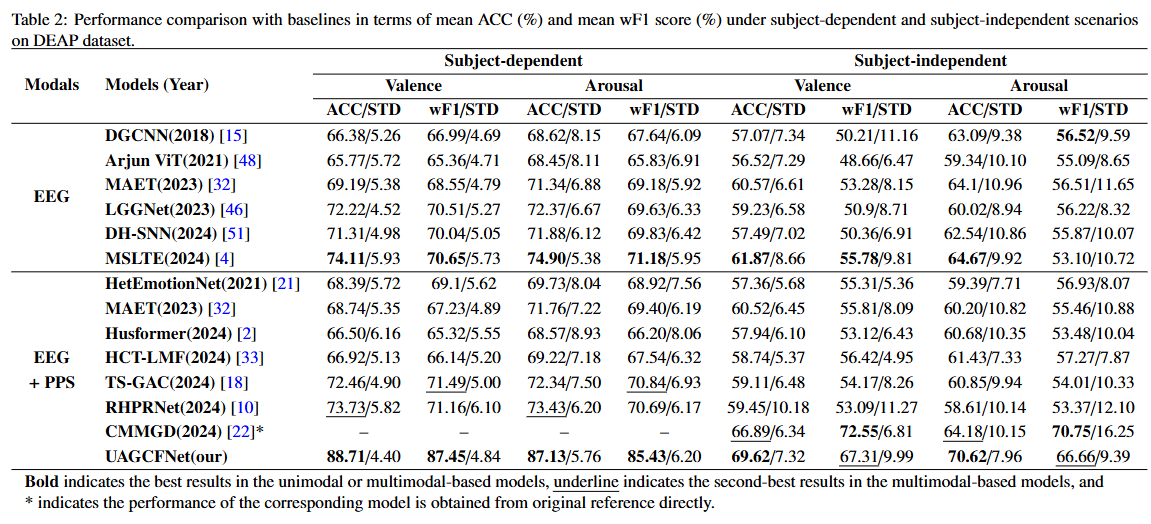 Table 2: Performance comparison with baselines in terms of mean ACC (%) and mean wF1 score (%) under subject-dependent and subject-independent scenarios
on DEAP dataset.
Modals Models (Year) Subject-dependent Subject-independent
Valence Arousal Valence Arousal
ACC/STD wF1/STD ACC/STD wF1/STD ACC/STD wF1/STD ACC/STD wF1/STD
EEG
DGCNN(2018) [15] 66.38/5.26 66.99/4.69 68.62/8.15 67.64/6.09 57.07/7.34 50.21/11.16 63.09/9.38 56.52/9.59
Arjun ViT(2021) [48] 65.77/5.72 65.36/4.71 68.45/8.11 65.83/6.91 56.52/7.29 48.66/6.47 59.34/10.10 55.09/8.65
MAET(2023) [32] 69.19/5.38 68.55/4.79 71.34/6.88 69.18/5.92 60.57/6.61 53.28/8.15 64.1/10.96 56.51/11.65
LGGNet(2023) [46] 72.22/4.52 70.51/5.27 72.37/6.67 69.63/6.33 59.23/6.58 50.9/8.71 60.02/8.94 56.22/8.32
DH-SNN(2024) [51] 71.31/4.98 70.04/5.05 71.88/6.12 69.83/6.42 57.49/7.02 50.36/6.91 62.54/10.86 55.87/10.07
MSLTE(2024) [4] 74.11/5.93 70.65/5.73 74.90/5.38 71.18/5.95 61.87/8.66 55.78/9.81 64.67/9.92 53.10/10.72
EEG + PPS
HetEmotionNet(2021) [21] 68.39/5.72 69.1/5.62 69.73/8.04 68.92/7.56 57.36/5.68 55.31/5.36 59.39/7.71 56.93/8.07
MAET(2023) [32] 68.74/5.35 67.23/4.89 71.76/7.22 69.40/6.19 60.52/6.45 55.81/8.09 60.20/10.82 55.46/10.88
Husformer(2024) [2] 66.50/6.16 65.32/5.55 68.57/8.93 66.20/8.06 57.94/6.10 53.12/6.43 60.68/10.35 53.48/10.04
HCT-LMF(2024) [33] 66.92/5.13 66.14/5.20 69.22/7.18 67.54/6.32 58.74/5.37 56.42/4.95 61.43/7.33 57.27/7.87
TS-GAC(2024) [18] 72.46/4.90 71.49/5.00 72.34/7.50 70.84/6.93 59.11/6.48 54.17/8.26 60.85/9.94 54.01/10.33
RHPRNet(2024) [10] 73.73/5.82 71.16/6.10 73.43/6.20 70.69/6.17 59.45/10.18 53.09/11.27 58.61/10.14 53.37/12.10
CMMGD(2024) [22]* – – – – 66.89/6.34 72.55/6.81 64.18/10.15 70.75/16.25
UAGCFNet(our) 88.71/4.40 87.45/4.84 87.13/5.76 85.43/6.20 69.62/7.32 67.31/9.99 70.62/7.96 66.66/9.39
Bold indicates the best results in the unimodal or multimodal-based models, underline indicates the second-best results in the multimodal-based models, and
* indicates the performance of the corresponding model is obtained from original reference directly.